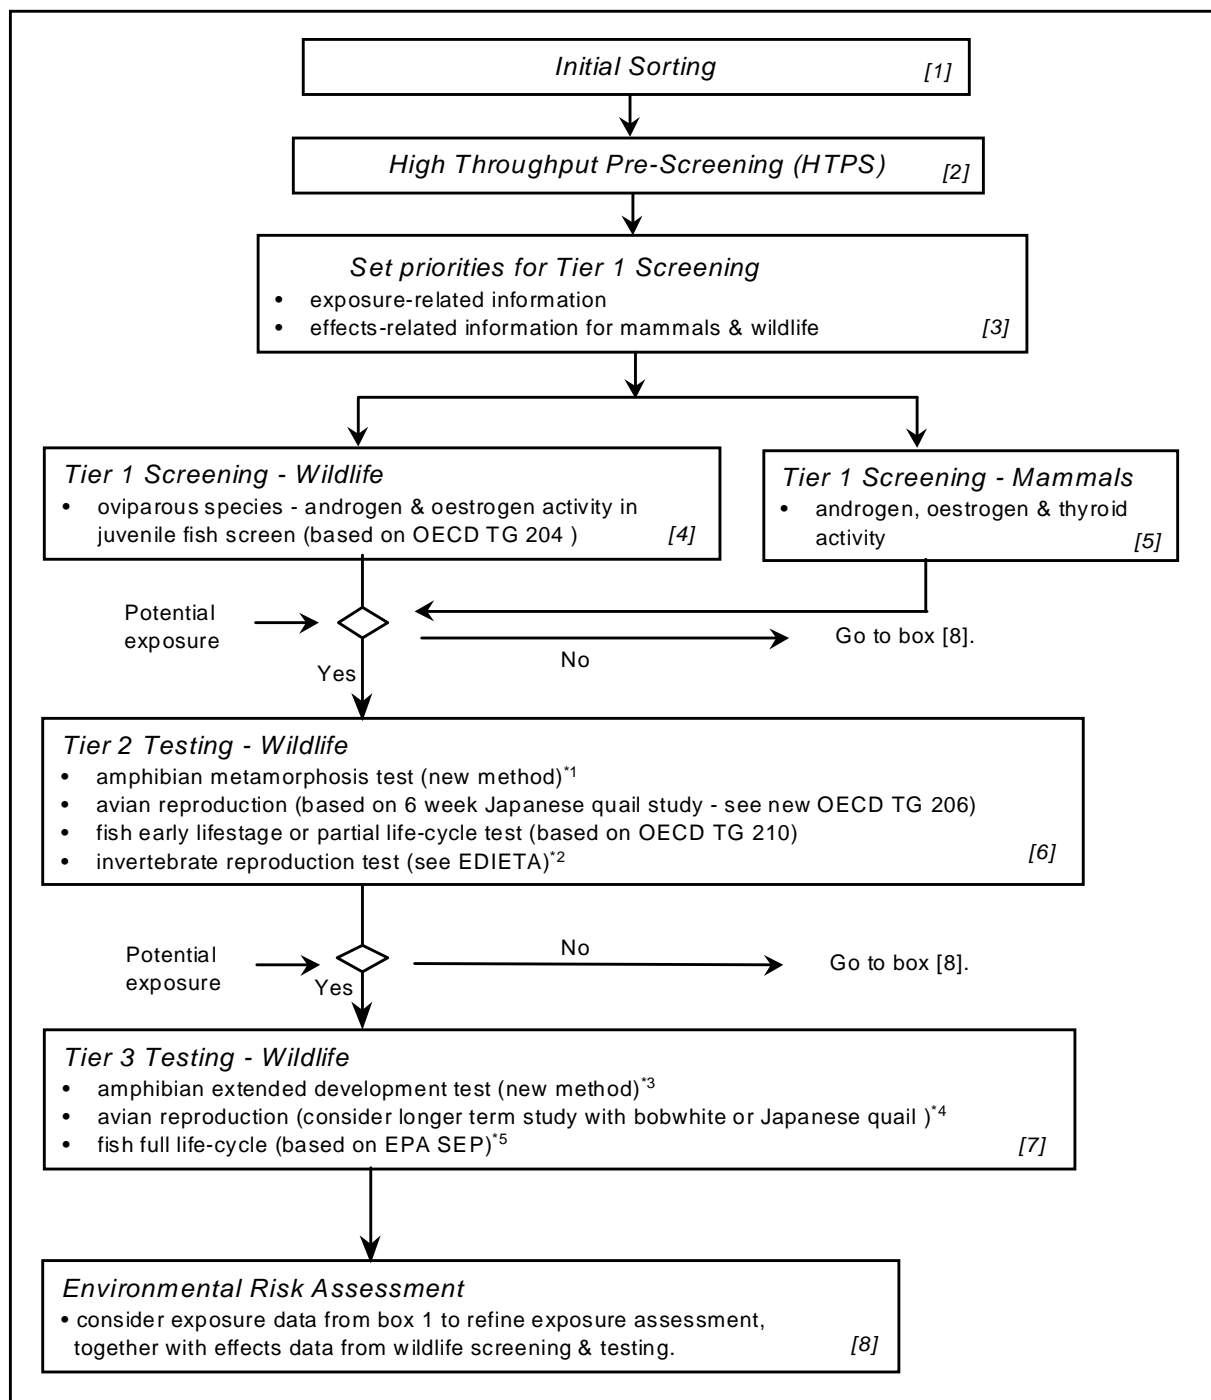 Initial Sorting [1]
High Throughput Pre-Screening (HTPS) [2]
Set priorities for Tier 1 Screening
• exposure-related information
• effects-related information for mammals & wildlife [3]
Tier 1 Screening - Wildlife
• oviparous species - androgen & oestrogen activity in
juvenile fish screen (based on OECD TG 204 ) [4]
Tier 1 Screening - Mammals
• androgen, oestrogen & thyroid
activity [5]
Potential
exposure
No
Go to box [8].
Yes
Tier 2 Testing - Wildlife
• amphibian metamorphosis test (new method)*1
• avian reproduction (based on 6 week Japanese quail study - see new OECD TG 206)
• fish early lifestage or partial life-cycle test (based on OECD TG 210)
• invertebrate reproduction test (see EDIETA)*2 [6]
Potential
exposure
No
Go to box [8].
Yes
Tier 3 Testing - Wildlife
• amphibian extended development test (new method)*3
• avian reproduction (consider longer term study with bobwhite or Japanese quail )*4
• fish full life-cycle (based on EPA SEP)*5 [7]
Environmental Risk Assessment
• consider exposure data from box 1 to refine exposure assessment,
together with effects data from wildlife screening & testing. [8]